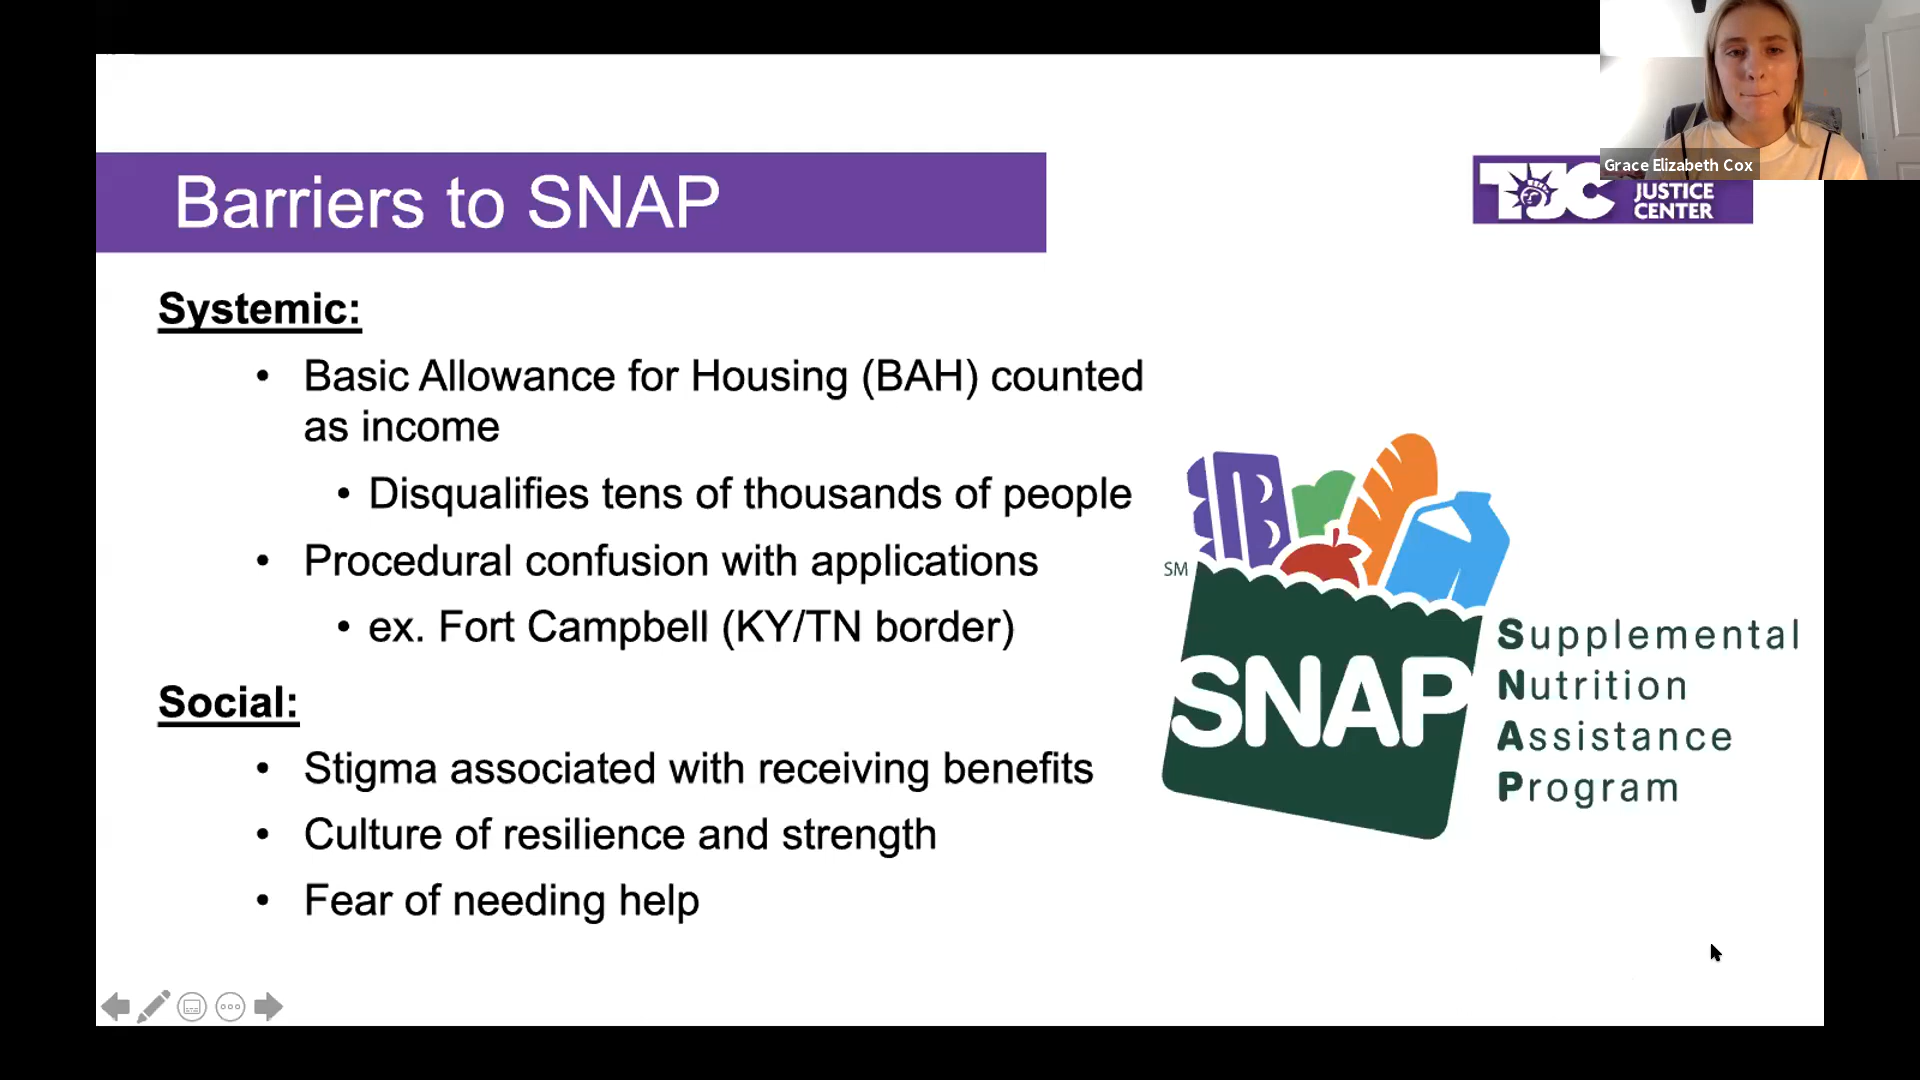 Grace Elizabeth Cox
Barriers to SNAP
TJC
JUSTICE
CENTER
Systemic:
• Basic Allowance for Housing (BAH) counted
as income
• Disqualifies tens of thousands of people
• Procedural confusion with applications
• ex. Fort Campbell (KY/TN border)
Social:
• Stigma associated with receiving benefits
• Culture of resilience and strength
• Fear of needing help
SM
SNAP
Supplemental
Nutrition
Assistance
Program